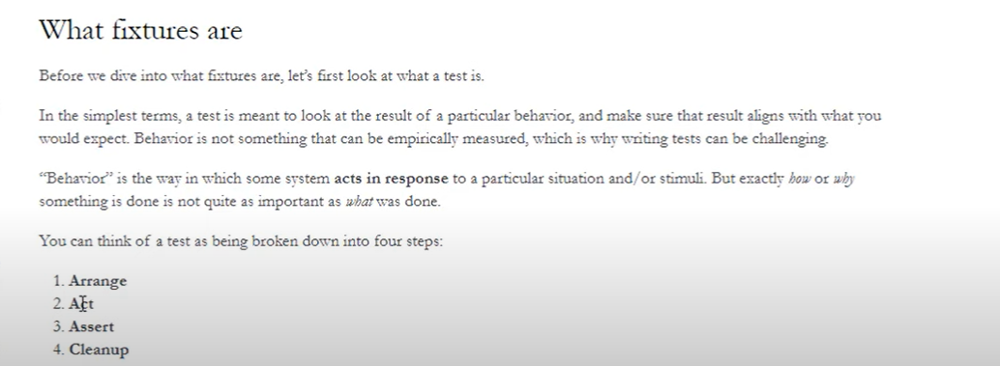 What fixtures are
Before we dive into what fixtures are, let's first look at what a test is.
In the simplest terms, a test is meant to look at the result of a particular behavior, and make sure that result aligns with what you
would expect. Behavior is not something that can be empirically measured, which is why writing tests can be challenging.
“Behavior” is the way in which some system acts in response to a particular situation and/or stimuli. But exactly how or why
something is done is not quite as important as what was done.
You can think of a test as being broken down into four steps:
1. Arrange
2. Act
3. Assert
4. Cleanup